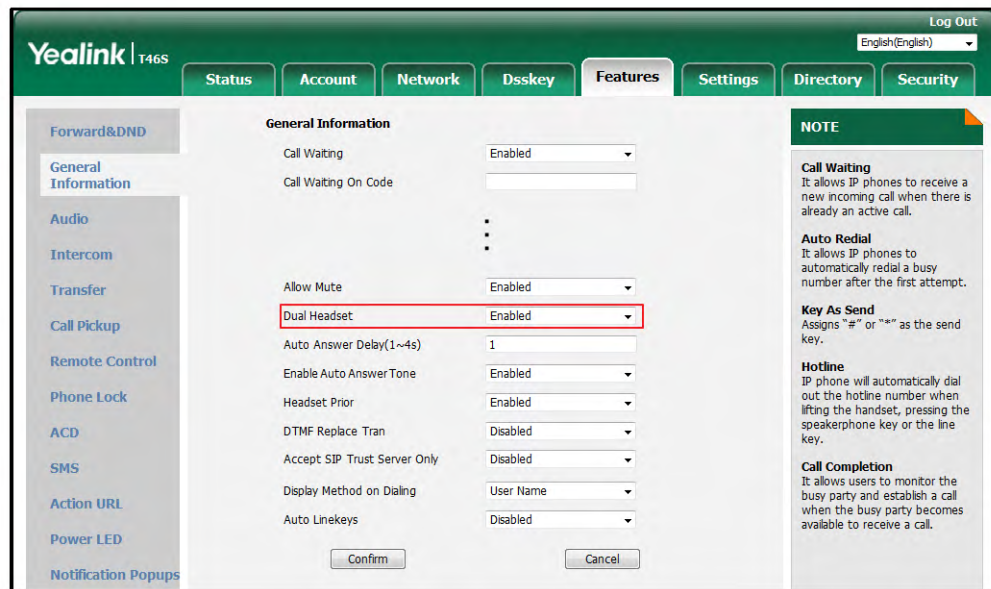 Log Out
English(English)
Yealink T46S
Status Account Network Dsskey Features Settings Directory Security
Forward&DND
General
Information
Audio
Intercom
Transfer
Call Pickup
Remote Control
Phone Lock
ACD
SMS
Action URL
Power LED
Notification Popups
General Information
Call Waiting Enabled
Call Waiting On Code
Allow Mute Enabled
Dual Headset Enabled
Auto Answer Delay(1~4s) 1
Enable Auto Answer Tone Enabled
Headset Prior Enabled
DTMF Replace Tran Disabled
Accept SIP Trust Server Only Disabled
Display Method on Dialing User Name
Auto Linekeys Disabled
Confirm Cancel
NOTE
Call Waiting
It allows IP phones to receive a
new incoming call when there is
already an active call.
Auto Redial
It allows IP phones to
automatically redial a busy
number after the first attempt.
Key As Send
Assigns "#" or "*" as the send
key.
Hotline
IP phone will automatically dial
out the hotline number when
lifting the handset, pressing the
speakerphone key or the line
key.
Call Completion
It allows users to monitor the
busy party and establish a call
when the busy party becomes
available to receive a call.